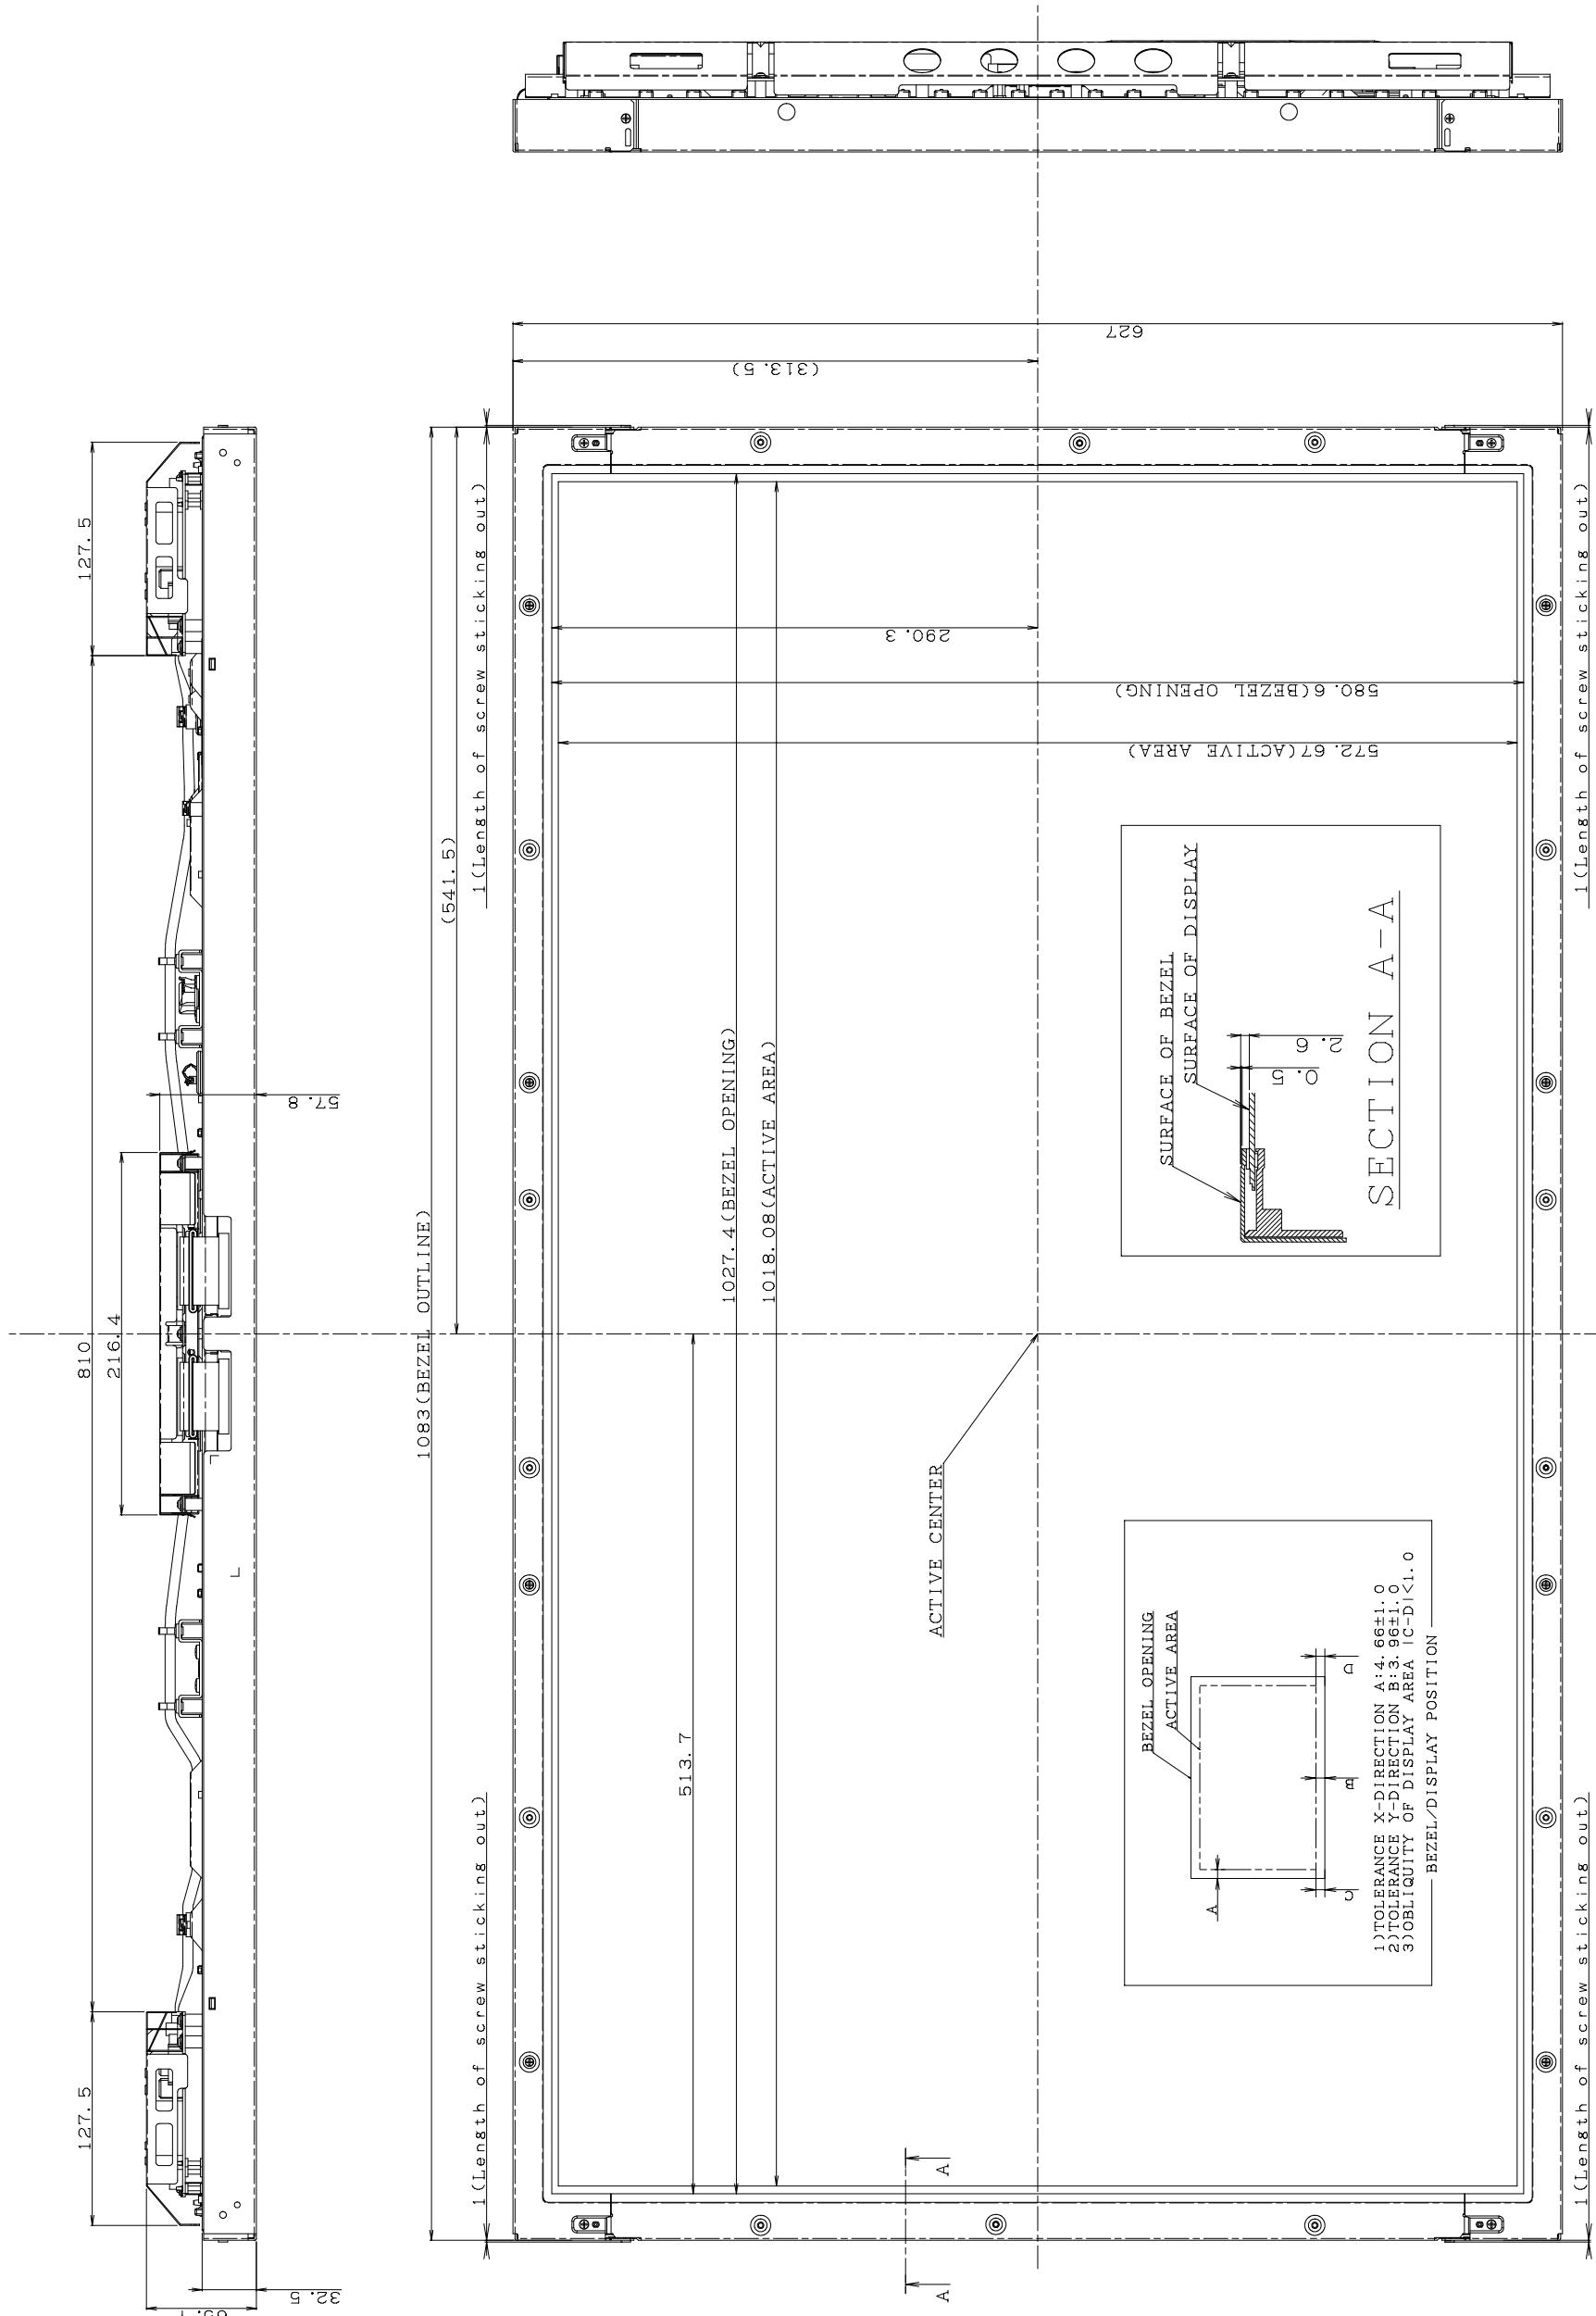 627
(313.5)
127.5
810
216.4
127.5
57.8
32.5
(541.5)
1(Length of screw sticking out)
1(Length of screw sticking out)
1083(BEZEL OUTLINE)
1027.4(BEZEL OPENING)
1018.08(ACTIVE AREA)
513.7
290.3
580.6(BEZEL OPENING)
572.67(ACTIVE AREA)
ACTIVE CENTER
SURFACE OF BEZEL
SURFACE OF DISPLAY
0.5
2.6
SECTION A-A
BEZEL OPENING
ACTIVE AREA
A
B
C
D
1)TOLERANCE X-DIRECTION A:4.66±1.0
2)TOLERANCE Y-DIRECTION B:3.96±1.0
3)OBLIQUITY OF DISPLAY AREA |C-D|<1.0
BEZEL/DISPLAY POSITION
A
A
1(Length of screw sticking out)
1(Length of screw sticking out)